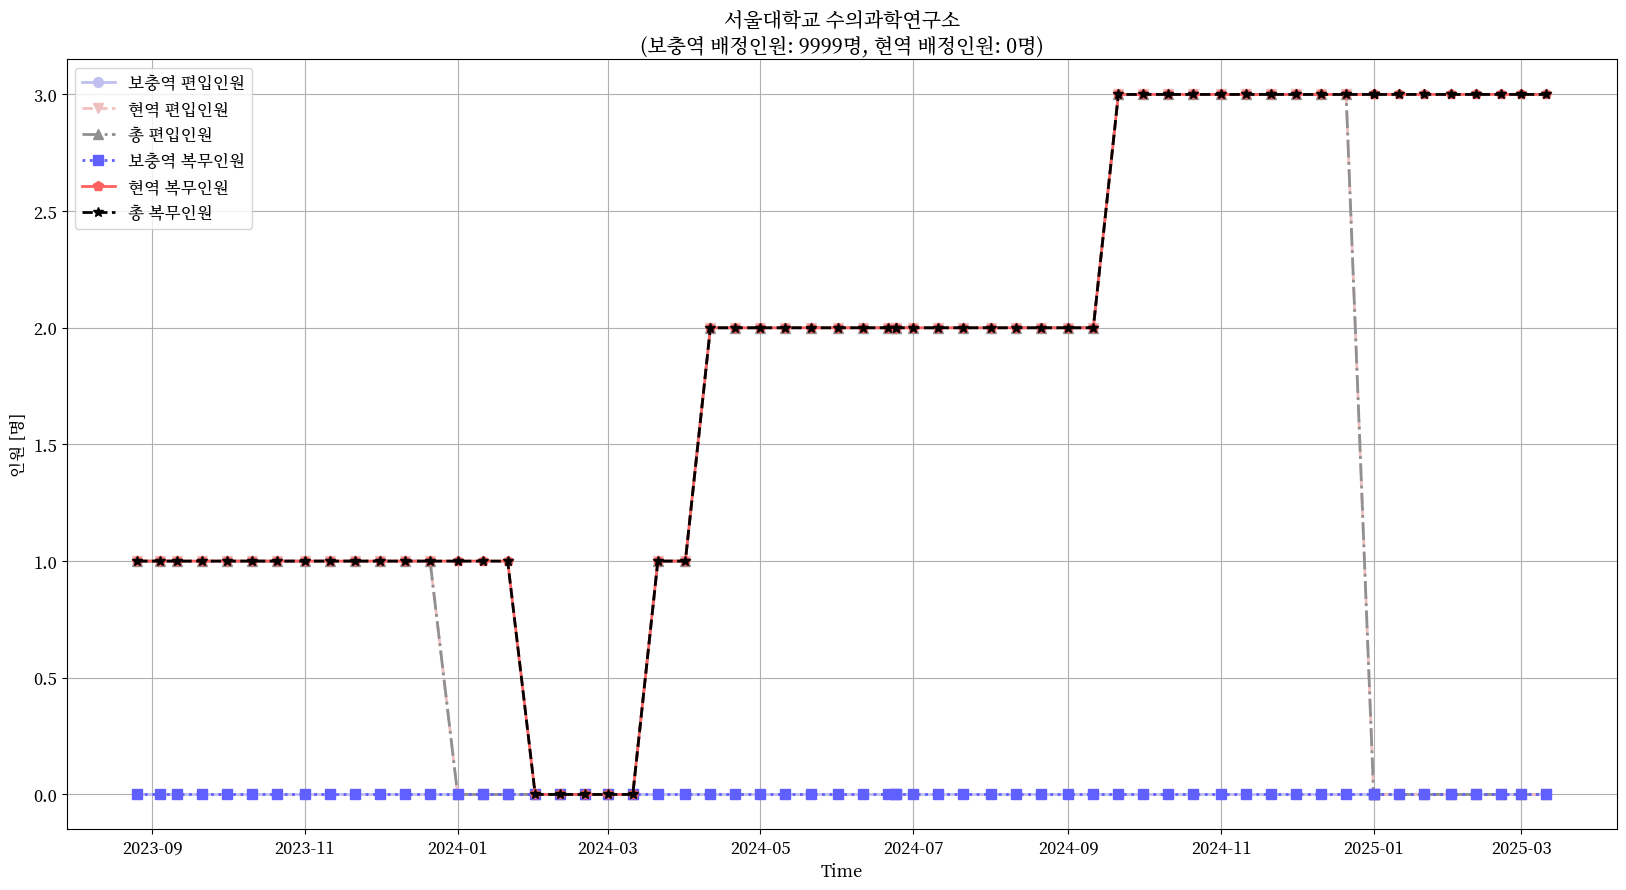 서울대학교 수의과학연구소
(보충역 배정인원: 9999명, 현역 배정인원: 0명)
보충역 편입인원
현역 편입인원
총 편입인원
보충역 복무인원
현역 복무인원
총 복무인원
3.0
2.5
2.0
1.5
1.0
0.5
0.0
인원 [명]
2023-09
2023-11
2024-01
2024-03
2024-05
2024-07
2024-09
2024-11
2025-01
2025-03
Time